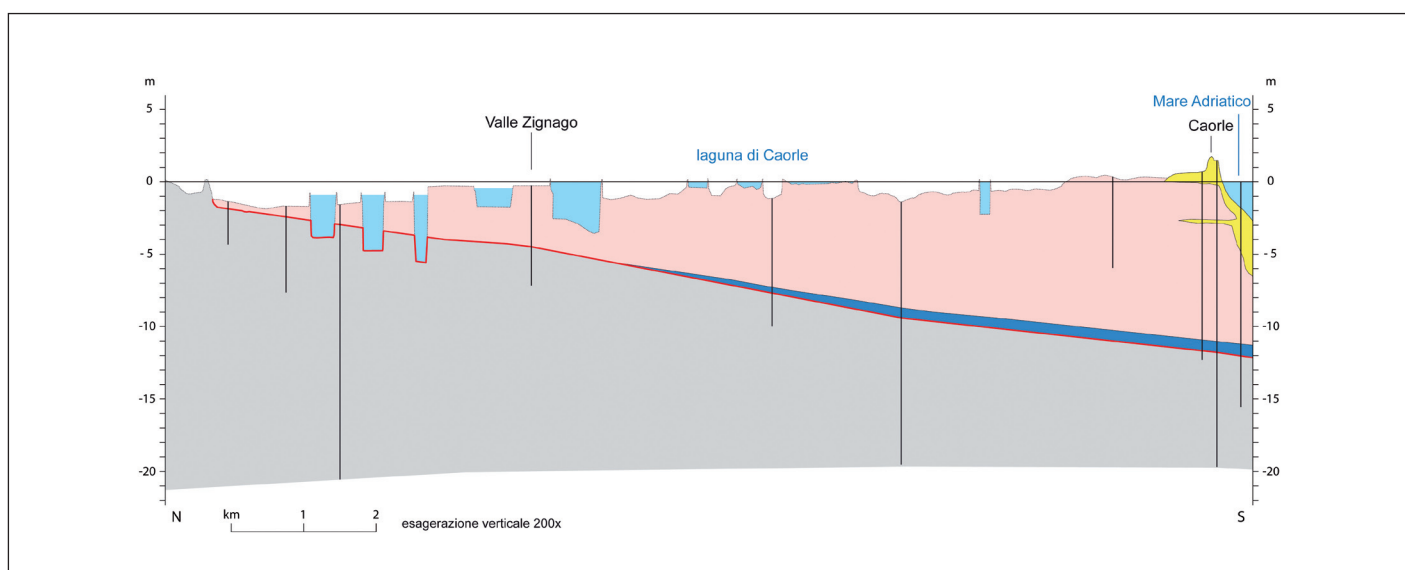 m
m
5
5
Mare Adriatico
Valle Zignago
Caorle
laguna di Caorle
0
0
-5
-5
-10
-10
-15
-15
-20
-20
N
km
1
2
esagerazione verticale 200x
S